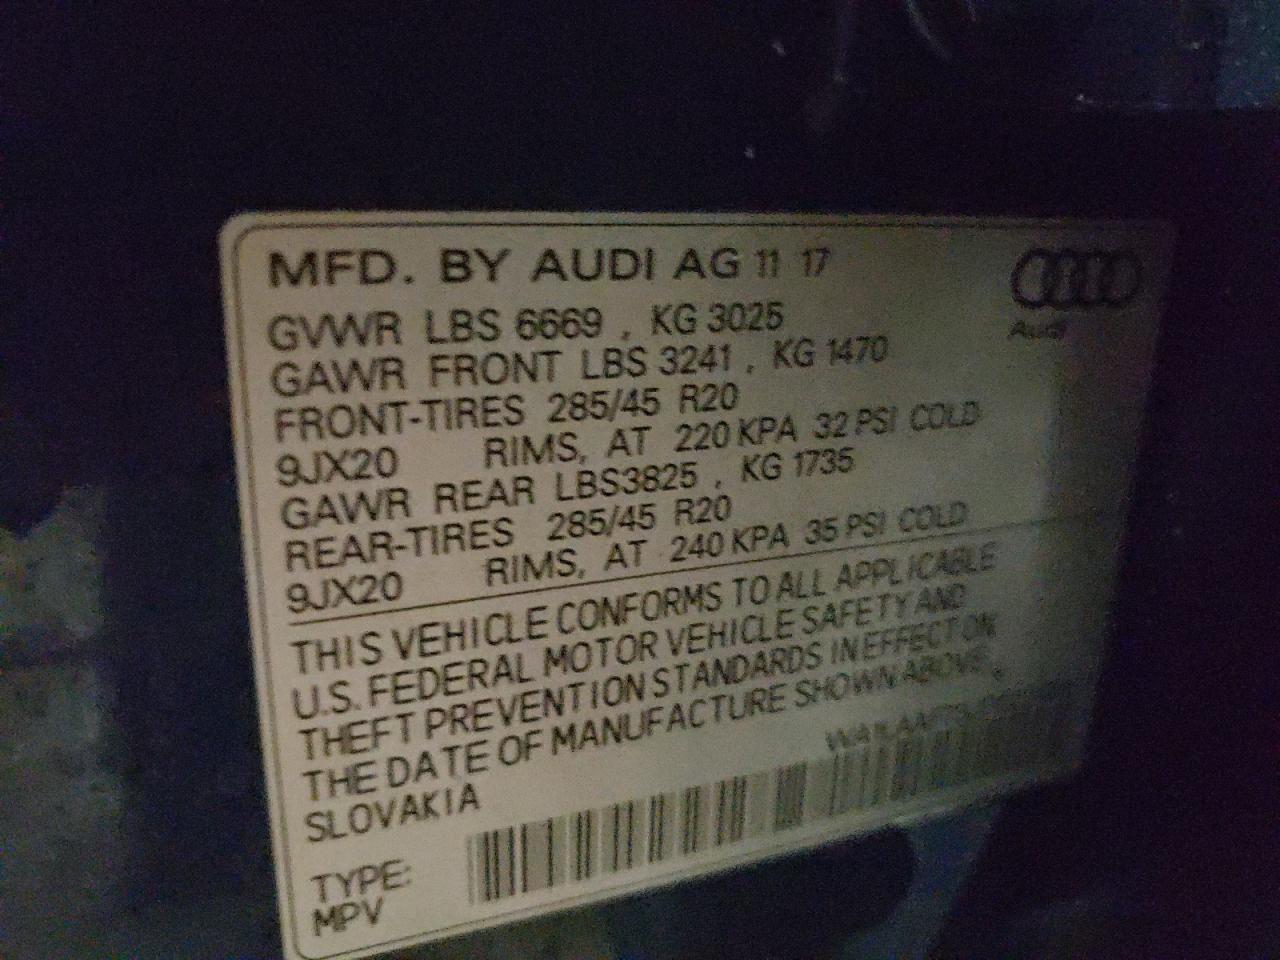 MFD. BY AUDI AG 11 17
Audi
GVWR LBS 6669 , KG 3025
GAWR FRONT LBS 3241 , KG 1470
FRONT-TIRES 285/45 R20
9JX20 RIMS, AT 220 KPA 32 PSI COLD
GAWR REAR LBS3825 , KG 1735
REAR-TIRES 285/45 R20
9JX20 RIMS, AT 240 KPA 35 PSI COLD
THIS VEHICLE CONFORMS TO ALL APPLICABLE
U.S. FEDERAL MOTOR VEHICLE SAFETY AND
THEFT PREVENTION STANDARDS IN EFFECT ON
THE DATE OF MANUFACTURE SHOWN ABOVE.
SLOVAKIA
TYPE:
MPV